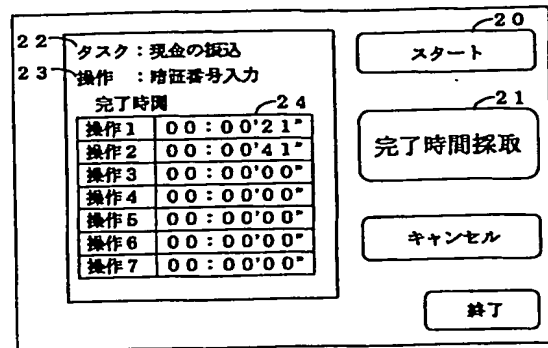 20
22 タスク：現金の振込
スタート
23 操作　：暗証番号入力
完了時間
24
21
操作1 00：00'21"
操作2 00：00'41"
操作3 00：00'00"
操作4 00：00'00"
操作5 00：00'00"
操作6 00：00'00"
操作7 00：00'00"
完了時間採取
キャンセル
終了